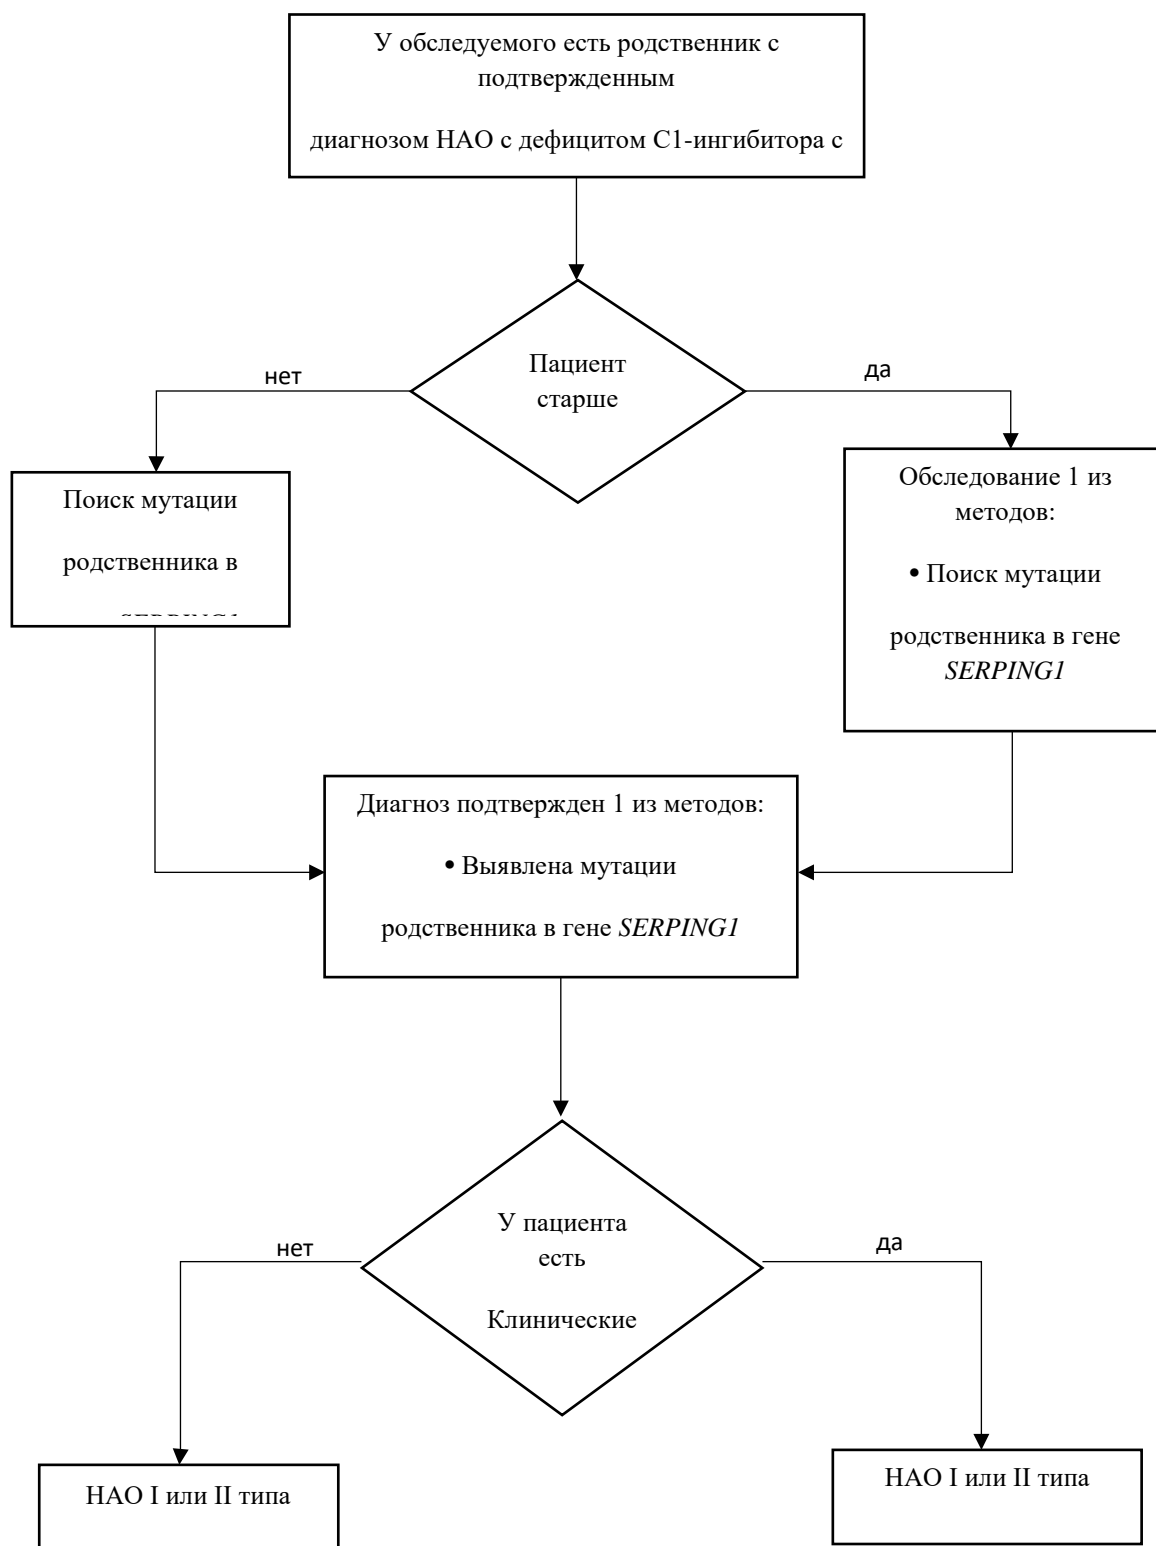 У обследуемого есть родственник с
подтвержденным
диагнозом НАО с дефицитом С1-ингибитора с
Пациент
старше
нет
да
Поиск мутации
родственника в
Обследование 1 из
методов:
• Поиск мутации
родственника в гене
SERPING1
Диагноз подтвержден 1 из методов:
• Выявлена мутации
родственника в гене SERPING1
У пациента
есть
Клинические
нет
да
НАО I или II типа
НАО I или II типа